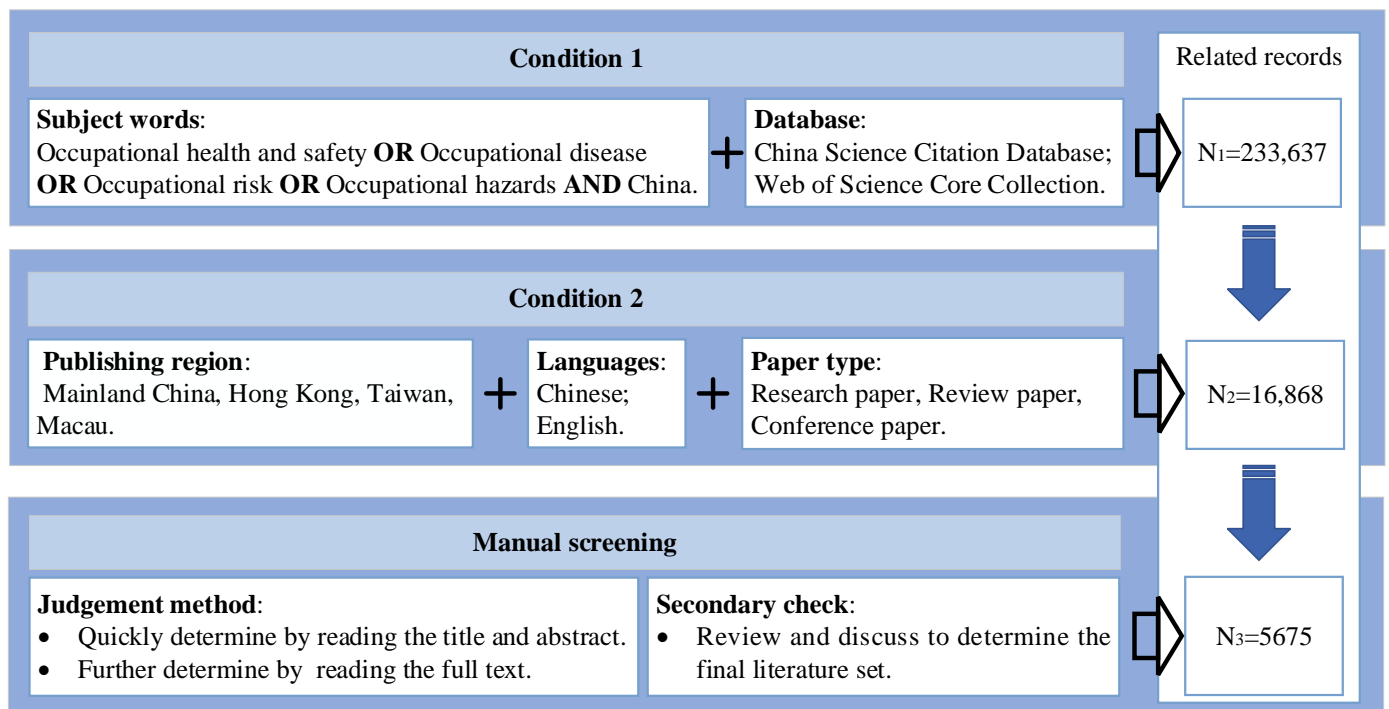 Condition 1
Related records
Subject words:
Occupational health and safety OR Occupational disease
OR Occupational risk OR Occupational hazards AND China.
+
Database:
China Science Citation Database;
Web of Science Core Collection.
N1=233,637
Condition 2
Publishing region:
Mainland China, Hong Kong, Taiwan,
Macau.
+
Languages:
Chinese;
English.
+
Paper type:
Research paper, Review paper,
Conference paper.
N2=16,868
Manual screening
Judgement method:
• Quickly determine by reading the title and abstract.
• Further determine by reading the full text.
Secondary check:
• Review and discuss to determine the
final literature set.
N3=5675